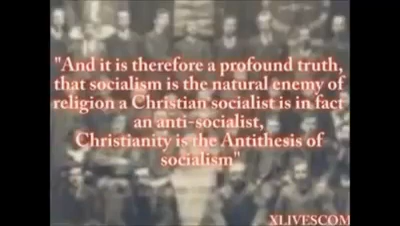 "And it is therefore a profound truth,
that socialism is the natural enemy of
religion a Christian socialist is in fact
an anti-socialist,
Christianity is the Antithesis of
socialism"
XLIVESCOM